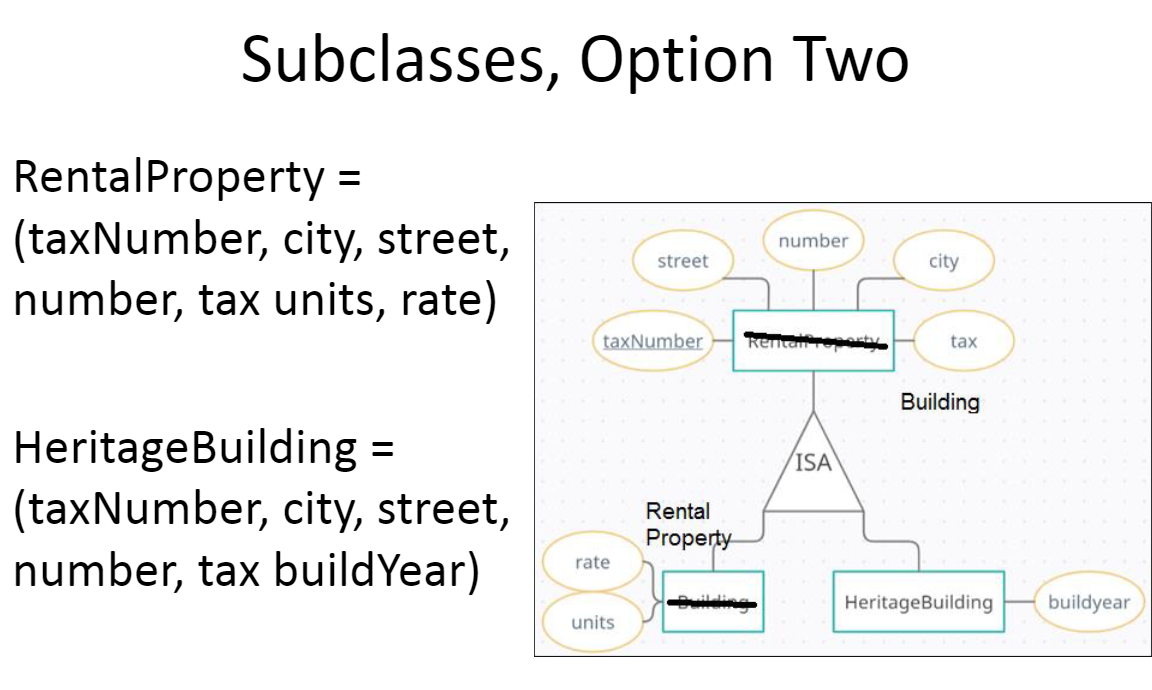 Subclasses, Option Two
RentalProperty =
(taxNumber, city, street,
number, tax units, rate)
HeritageBuilding =
(taxNumber, city, street,
number, tax buildYear)
number
street
city
taxNumber
RentalProperty
tax
Building
ISA
Rental
Property
rate
Building
HeritageBuilding
buildyear
units